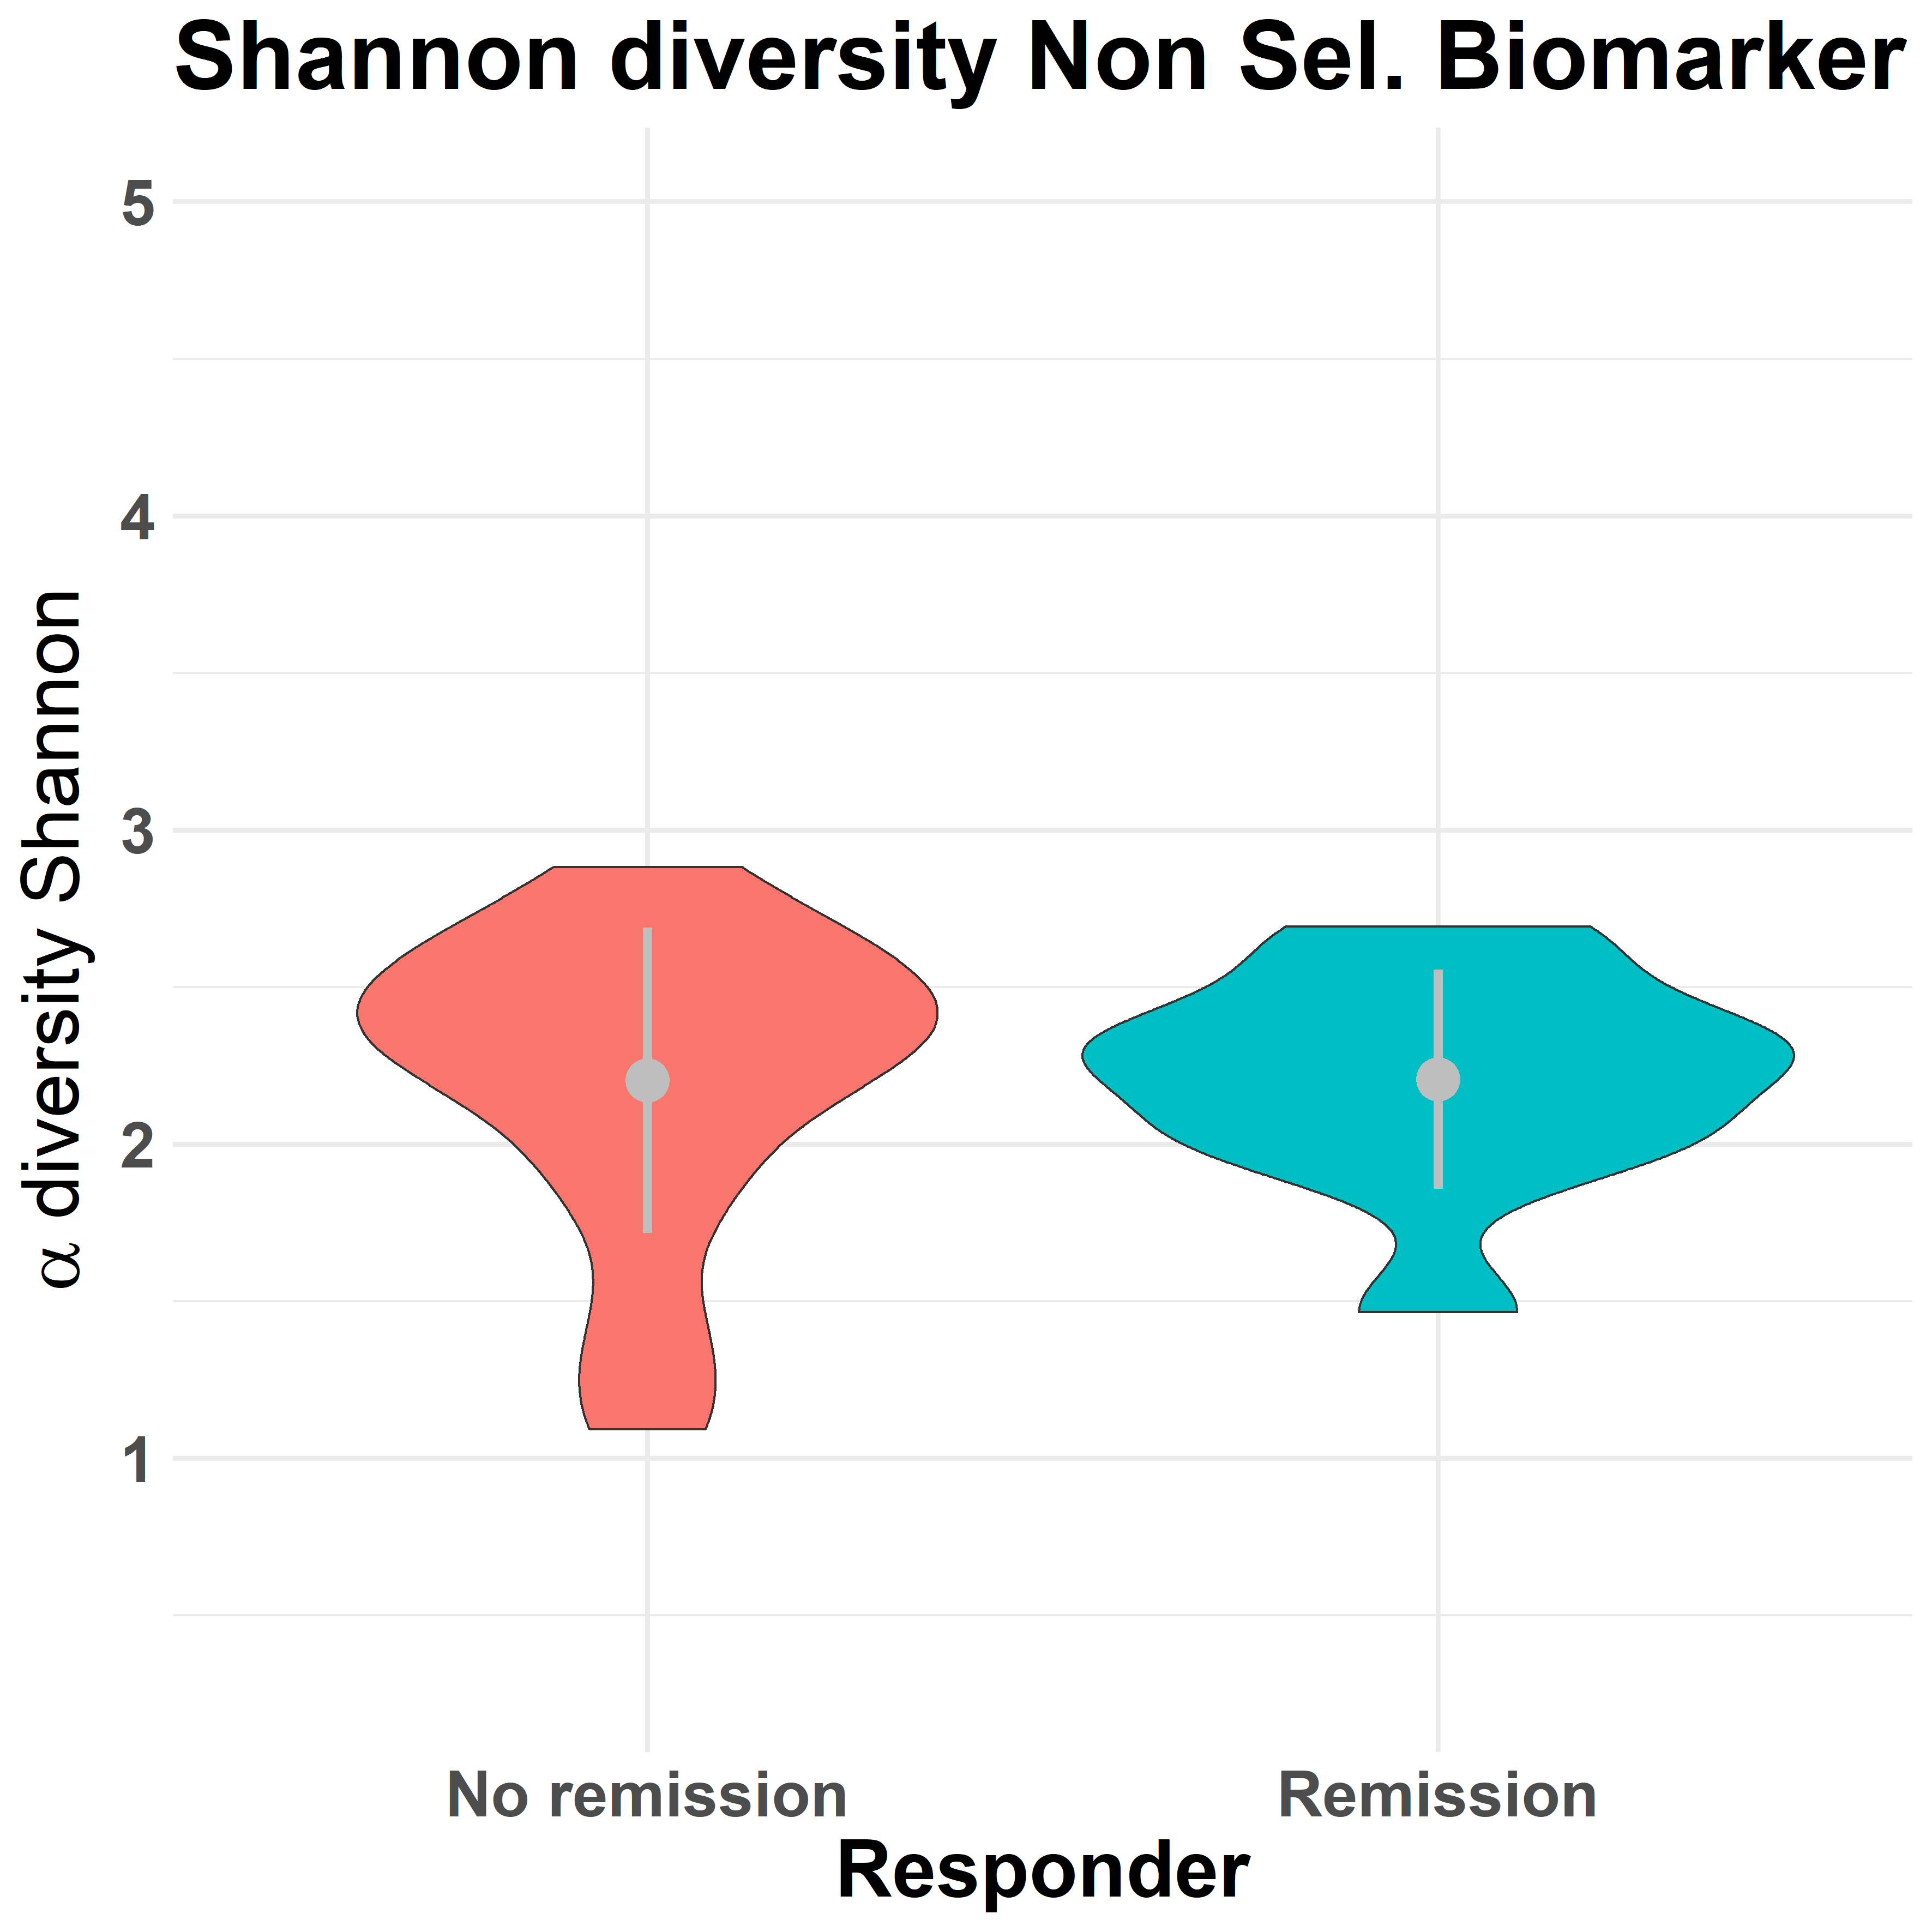 Shannon diversity Non Sel. Biomarker
5
4
3
2
1
α diversity Shannon
No remission
Remission
Responder